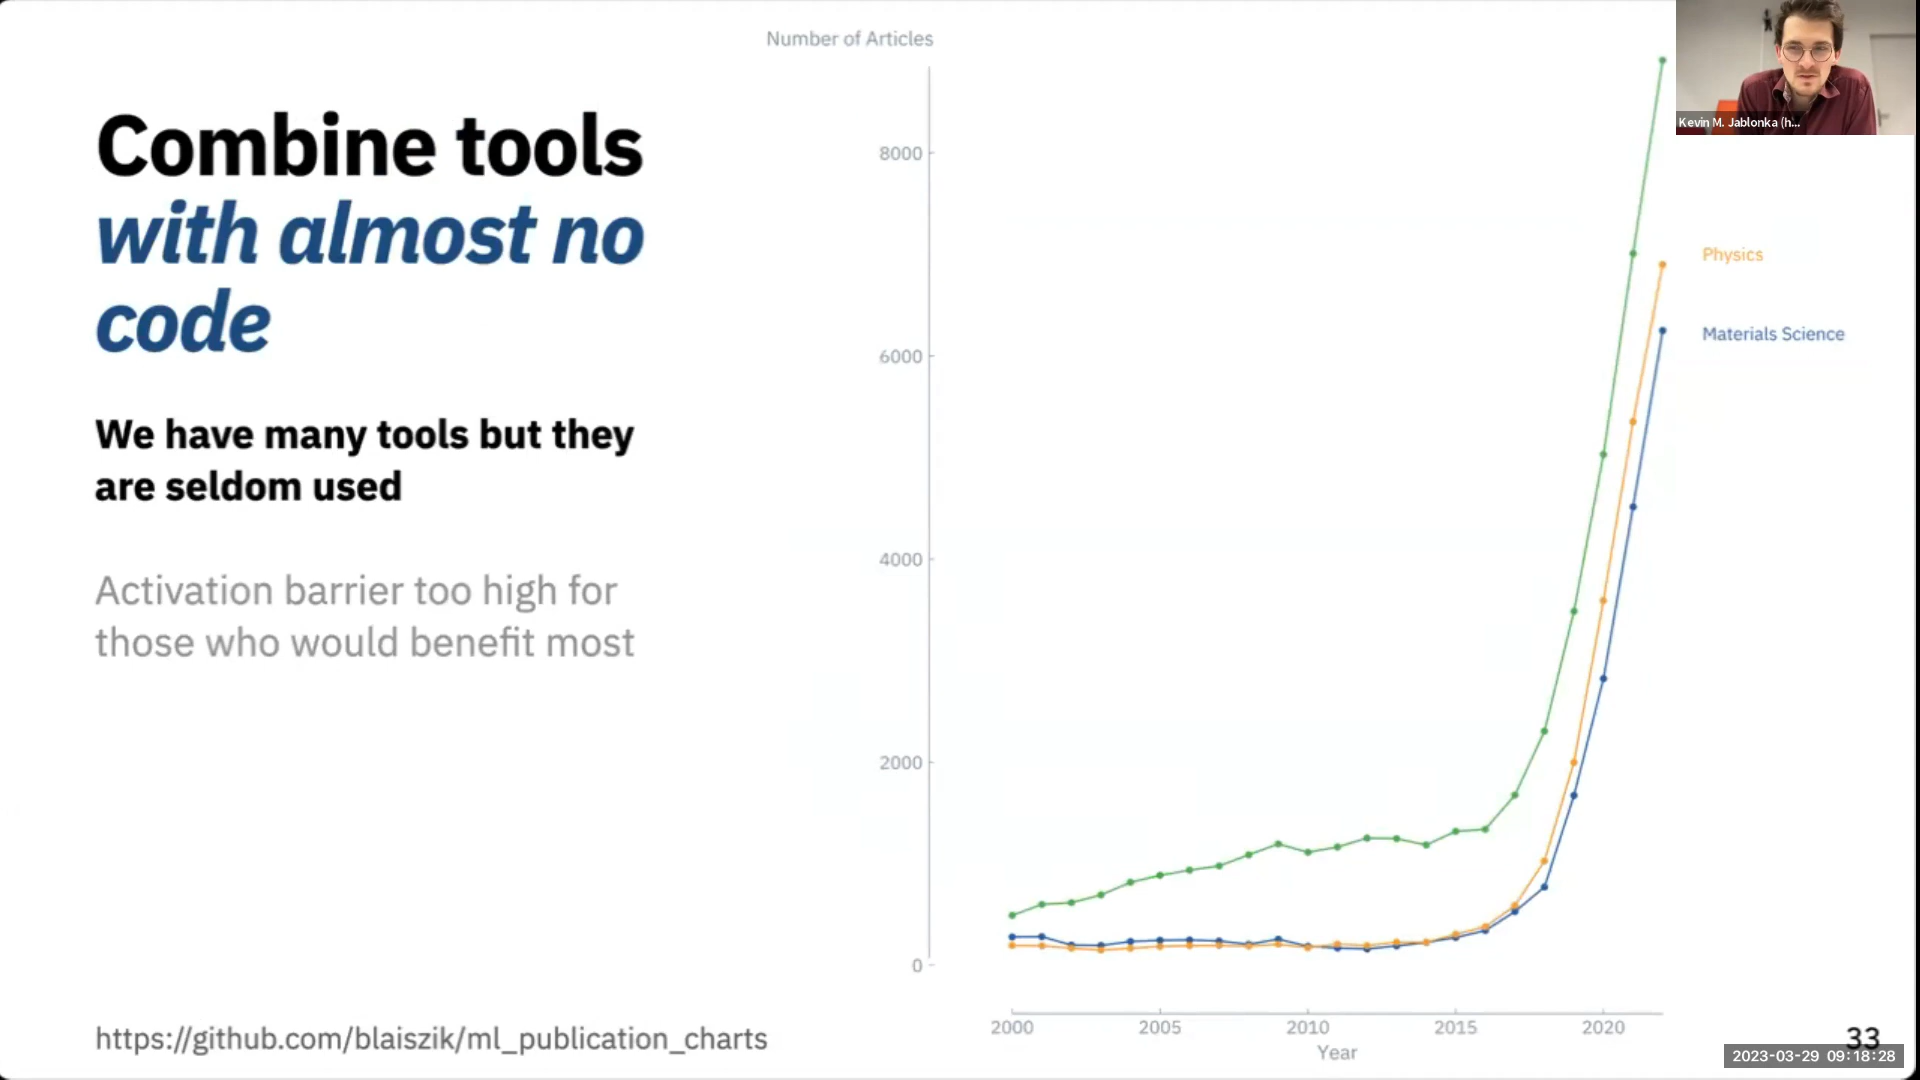 Number of Articles
Combine tools
with almost no
code
We have many tools but they
are seldom used
Activation barrier too high for
those who would benefit most
https://github.com/blaiszik/ml_publication_charts
8000
6000
4000
2000
0
2000 2005 2010 2015 2020
Year
Physics
Materials Science
Kevin M. Jablonka (h...
33
2023-03-29 09:18:28